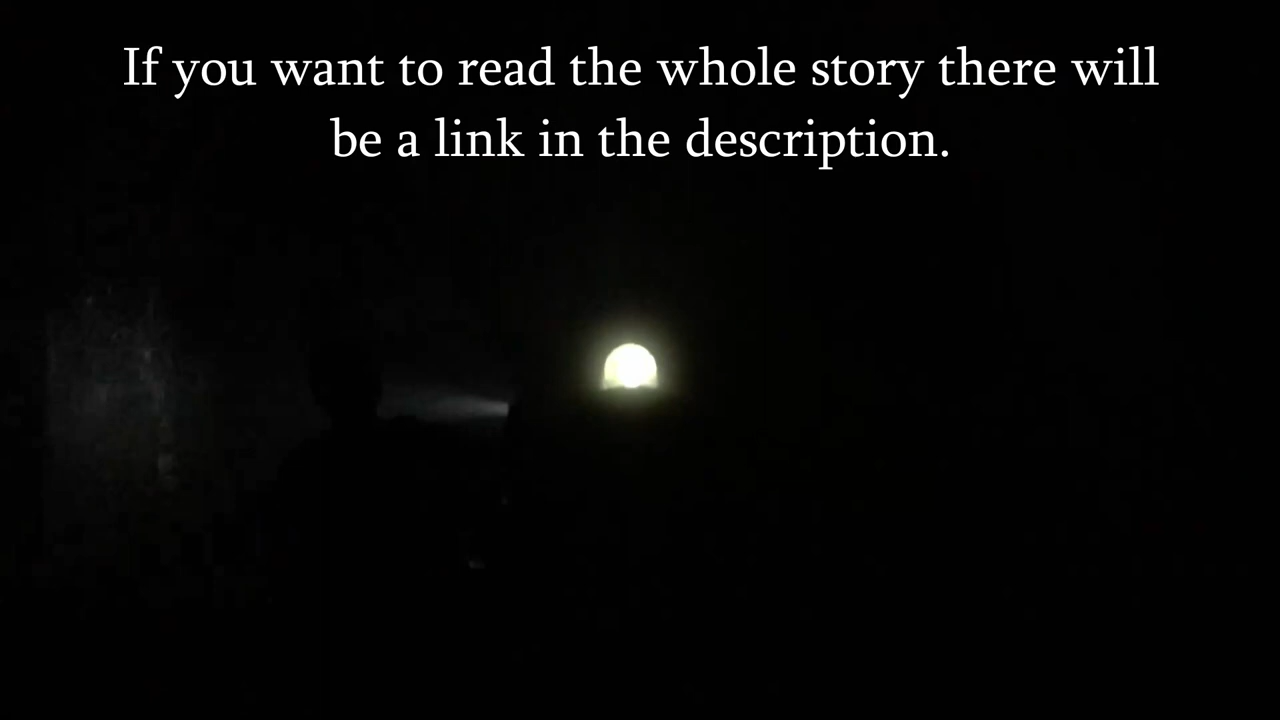 If you want to read the whole story there will
be a link in the description.